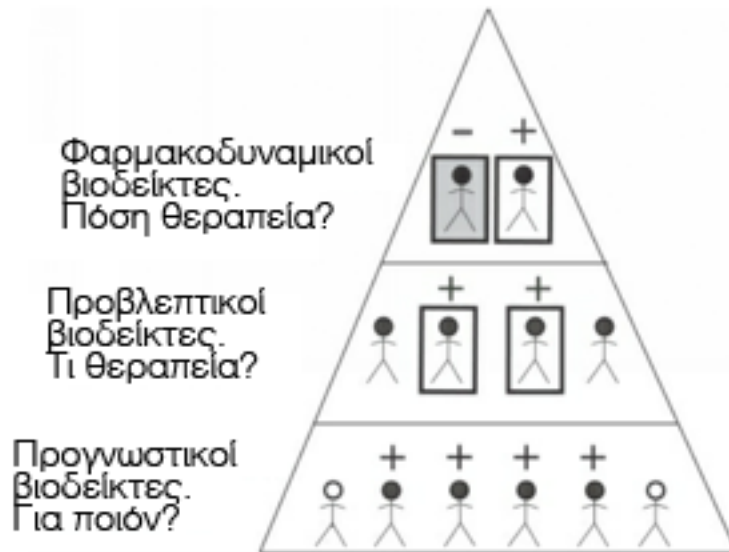 - +
Φαρμακοδυναμικοί
βιοδείκτες.
Πόση θεραπεία?
+ +
Προβλεπτικοί
βιοδείκτες.
Τι θεραπεία?
+ + + +
Προγνωστικοί
βιοδείκτες.
Για ποιόν?